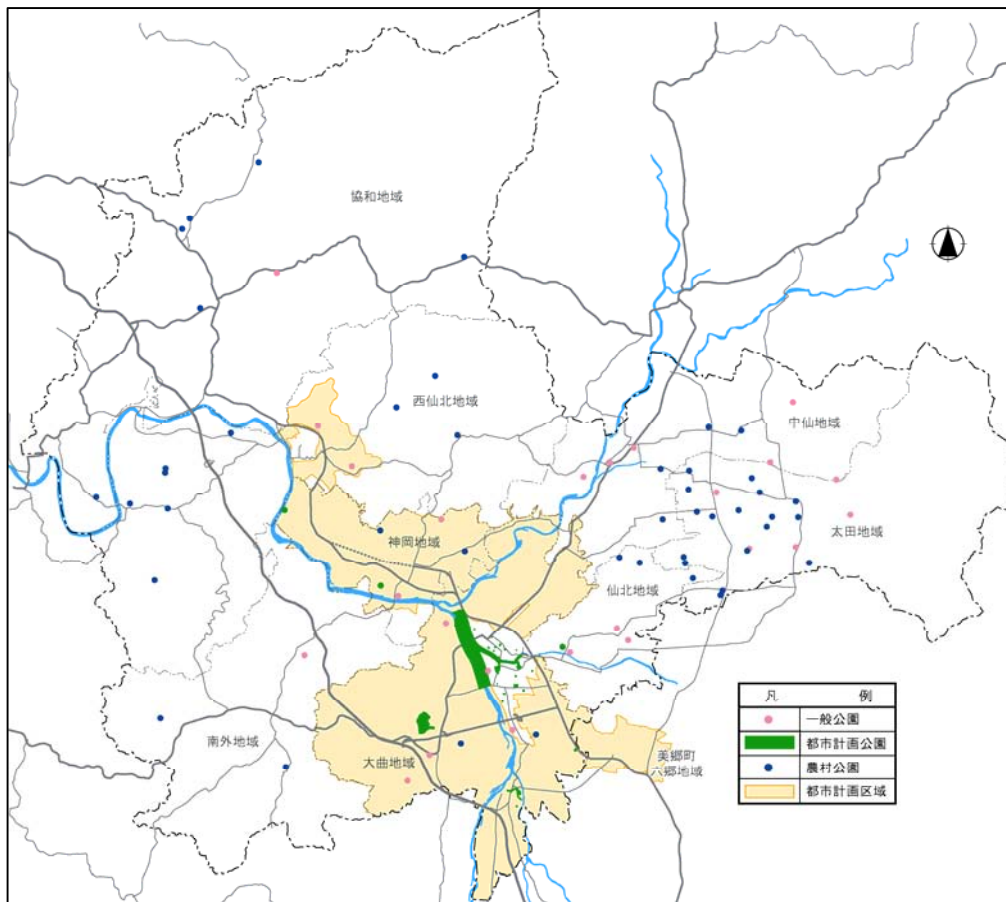 協和地域
西仙北地域
中仙地域
太田地域
神岡地域
仙北地域
南外地域
大曲地域
美郷町
六郷地域
凡 例
一般公園
都市計画公園
農村公園
都市計画区域